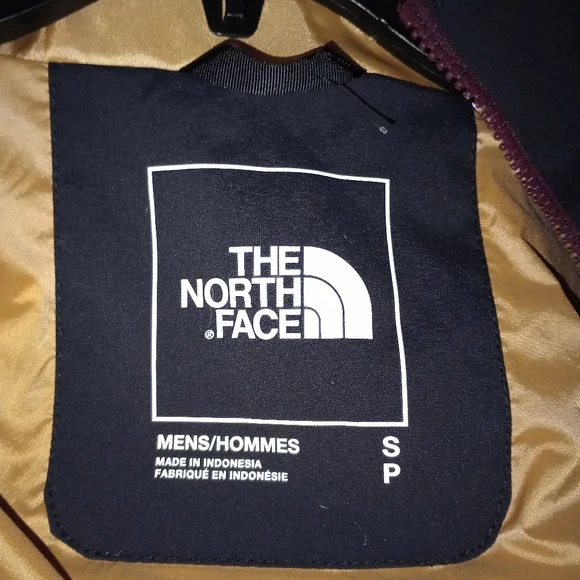 THE
NORTH
® FACE
MENS/HOMMES S
MADE IN INDONESIA
FABRIQUÉ EN INDONÉSIE P